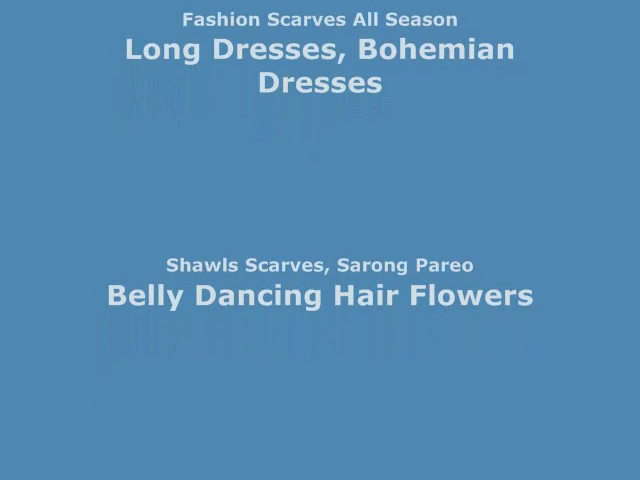 Fashion Scarves All Season
Long Dresses, Bohemian
Dresses
Shawls Scarves, Sarong Pareo
Belly Dancing Hair Flowers